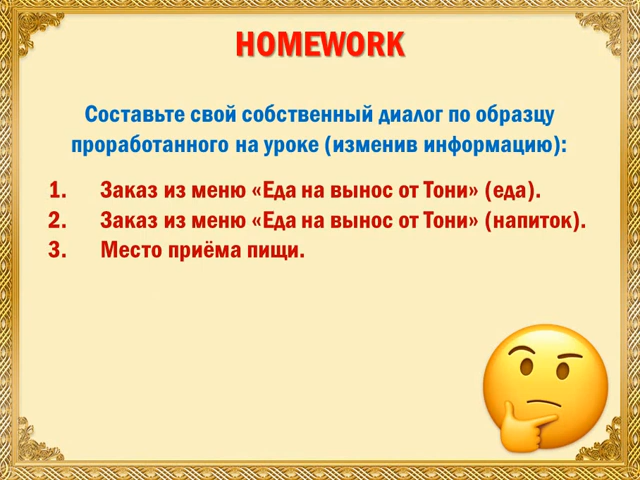 HOMEWORK
Составьте свой собственный диалог по образцу
проработанного на уроке (изменив информацию):
1. Заказ из меню «Еда на вынос от Тони» (еда).
2. Заказ из меню «Еда на вынос от Тони» (напиток).
3. Место приёма пищи.